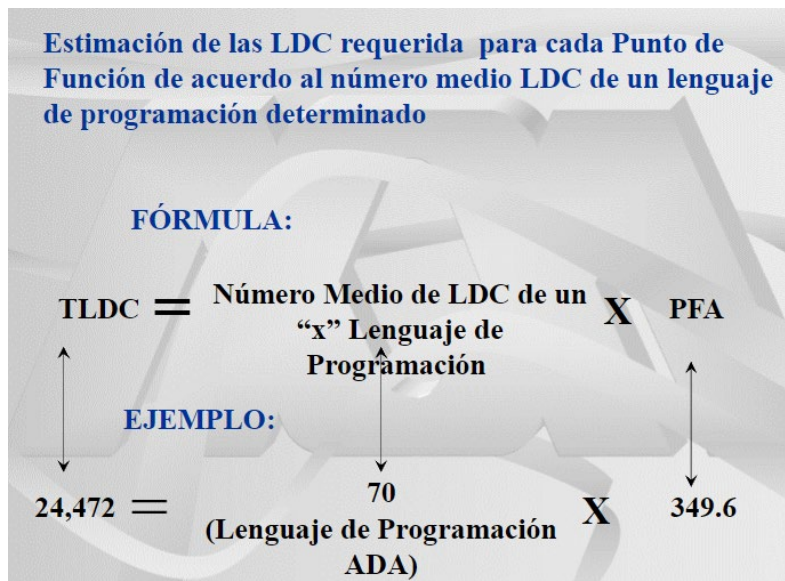 Estimación de las LDC requerida para cada Punto de
Función de acuerdo al número medio LDC de un lenguaje
de programación determinado
FÓRMULA:
TLDC = Número Medio de LDC de un X PFA
“x” Lenguaje de
Programación
EJEMPLO:
24,472 = 70 X 349.6
(Lenguaje de Programación
ADA)